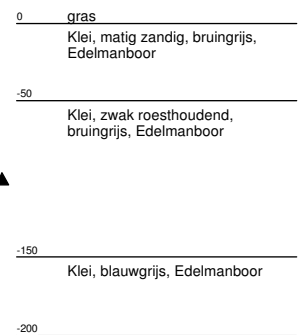 0 gras
Klei, matig zandig, bruingrijs,
Edelmanboor
-50
Klei, zwak roesthoudend,
bruingrijs, Edelmanboor
-150
Klei, blauwgrijs, Edelmanboor
-200